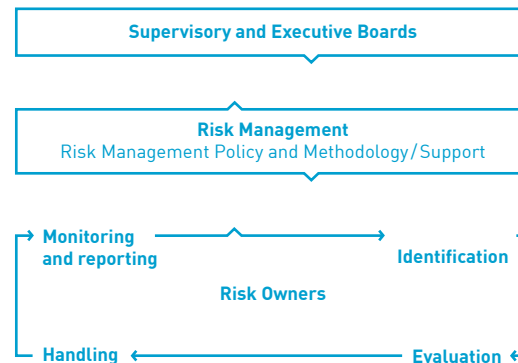 Supervisory and Executive Boards
Risk Management
Risk Management Policy and Methodology/Support
Monitoring
and reporting
Identification
Risk Owners
Handling
Evaluation